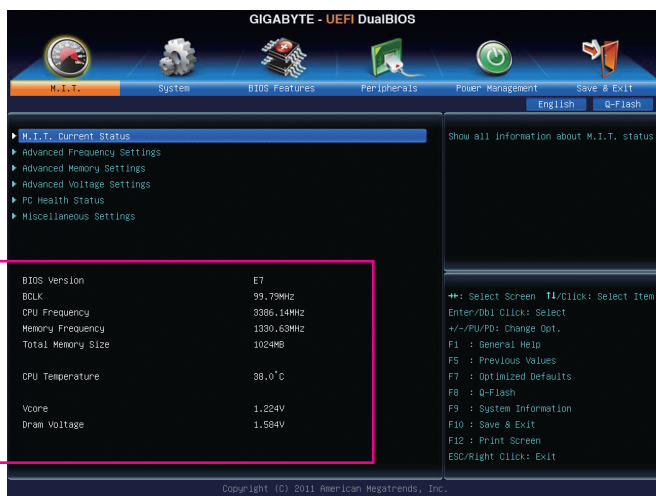 GIGABYTE - UEFI DualBIOS
M.I.T.
System
BIOS Features
Peripherals
Power Management
Save & Exit
English
Q-Flash
M.I.T. Current Status
Advanced Frequency Settings
Advanced Memory Settings
Advanced Voltage Settings
PC Health Status
Miscellaneous Settings
Show all information about M.I.T. status
BIOS Version E7
BCLK 99.79MHz
CPU Frequency 3386.14MHz
Memory Frequency 1330.63MHz
Total Memory Size 1024MB
CPU Temperature 38.0°C
Vcore 1.224V
Dram Voltage 1.584V
→←: Select Screen ↑↓/Click: Select Item
Enter/Dbl Click: Select
+/-/PU/PD: Change Opt.
F1 : General Help
F5 : Previous Values
F7 : Optimized Defaults
F8 : Q-Flash
F9 : System Information
F10 : Save & Exit
F12 : Print Screen
ESC/Right Click: Exit
Copyright (C) 2011 American Megatrends, Inc.